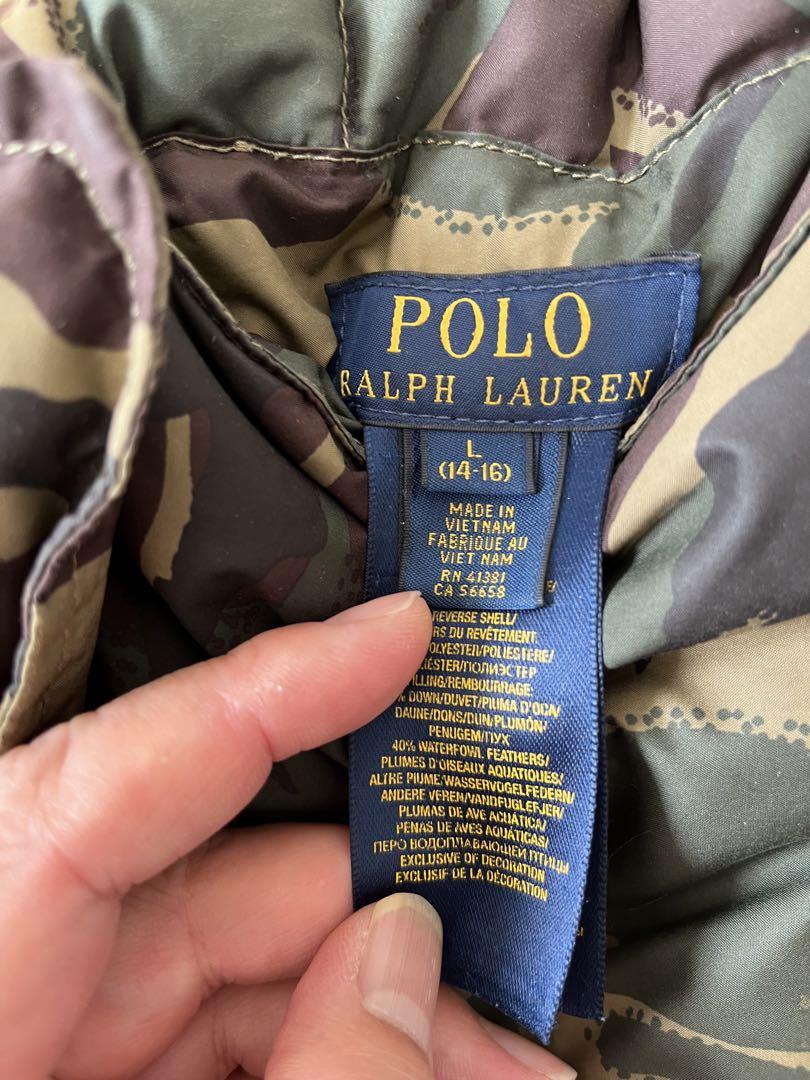 POLO
RALPH LAUREN
L
(14-16)
MADE IN
VIETNAM
FABRIQUE AU
VIET NAM
RN 41381
CA 56658
REVERSE SHELL/
DU REVÊTEMENT
POLYESTER/POLIESTERE/
ПОЛИЭСТЕР
REMBOURRAGE:
DOWN/DUVET/PIUMA D'OCA/
DAUNE/DONS/DUN/PLUMÓN/
PENUGEM/ПУХ
40% WATERFOWL FEATHERS/
PLUMES D'OISEAUX AQUATIQUES/
ALTRE PIUME/WASSERVOGELFEDERN/
ANDERE VEREN/VANDFUGLEFJER/
PLUMAS DE AVE ACUÁTICA/
PENAS DE AVES AQUÁTICAS/
ПЕРО ВОДОПЛАВАЮЩЕЙ ПТИЦЫ
EXCLUSIVE OF DECORATION
EXCLUSIF DE LA DÉCORATION